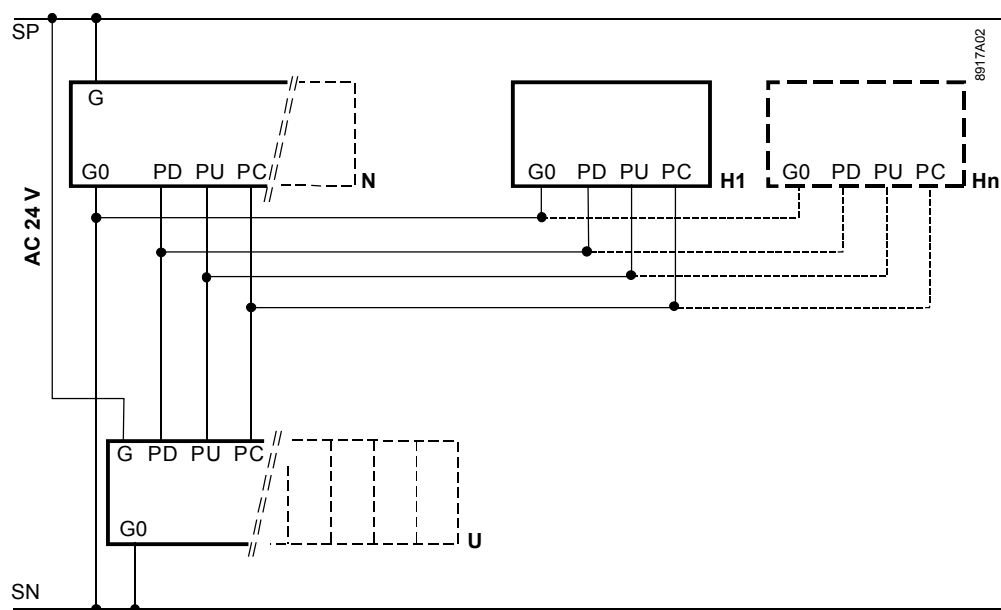 SP
8917A02
G
G0 PD PU PC N
G0 PD PU PC H1
G0 PD PU PC Hn
AC 24 V
G PD PU PC
G0
U
SN